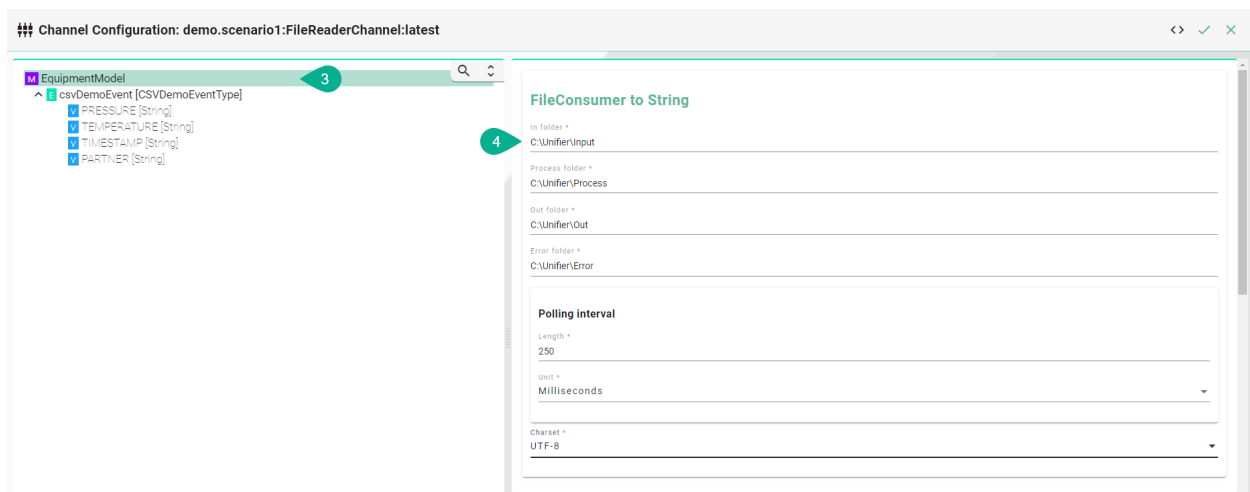 Channel Configuration: demo.scenario1:FileReaderChannel:latest
M EquipmentModel
3
E csvDemoEvent [CSVDemoEventType]
V PRESSURE [String]
V TEMPERATURE [String]
V TIMESTAMP [String]
V PARTNER [String]
FileConsumer to String
In folder *
4
C:\Unifier\Input
Process folder *
C:\Unifier\Process
Out folder *
C:\Unifier\Out
Error folder *
C:\Unifier\Error
Polling interval
Length *
250
Unit *
Milliseconds
Charset *
UTF-8